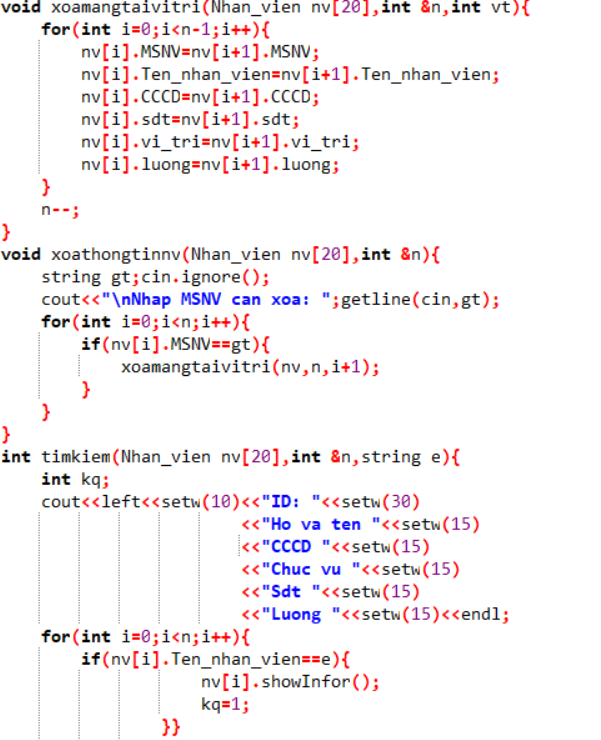 void xoamangtaivitri(Nhan_vien nv[20],int &n,int vt){
    for(int i=0;i<n-1;i++){
        nv[i].MSNV=nv[i+1].MSNV;
        nv[i].Ten_nhan_vien=nv[i+1].Ten_nhan_vien;
        nv[i].CCCD=nv[i+1].CCCD;
        nv[i].sdt=nv[i+1].sdt;
        nv[i].vi_tri=nv[i+1].vi_tri;
        nv[i].luong=nv[i+1].luong;
    }
    n--;
}
void xoathongtinnv(Nhan_vien nv[20],int &n){
    string gt;cin.ignore();
    cout<<"\nNhap MSNV can xoa: ";getline(cin,gt);
    for(int i=0;i<n;i++){
        if(nv[i].MSNV==gt){
            xoamangtaivitri(nv,n,i+1);
        }
    }
}
int timkiem(Nhan_vien nv[20],int &n,string e){
    int kq;
    cout<<left<<setw(10)<<"ID: "<<setw(30)
                        <<"Ho va ten "<<setw(15)
                        <<"CCCD "<<setw(15)
                        <<"Chuc vu "<<setw(15)
                        <<"Sdt "<<setw(15)
                        <<"Luong "<<setw(15)<<endl;
    for(int i=0;i<n;i++){
        if(nv[i].Ten_nhan_vien==e){
                    nv[i].showInfor();
                    kq=1;
                }}